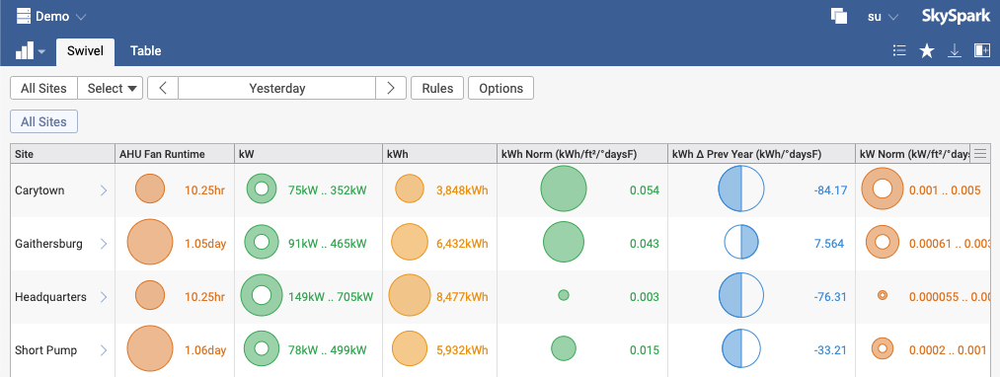 Demo su SkySpark
Swivel Table
All Sites Select Yesterday Rules Options
All Sites
Site AHU Fan Runtime kW kWh kWh Norm (kWh/ft²/°daysF) kWh Δ Prev Year (kWh/°daysF) kW Norm (kW/ft²/°days
Carytown 10.25hr 75kW .. 352kW 3,848kWh 0.054 -84.17 0.001 .. 0.005
Gaithersburg 1.05day 91kW .. 465kW 6,432kWh 0.043 7.564 0.00061 .. 0.003
Headquarters 10.25hr 149kW .. 705kW 8,477kWh 0.003 -76.31 0.000055 .. 0.00
Short Pump 1.06day 78kW .. 499kW 5,932kWh 0.015 -33.21 0.0002 .. 0.001